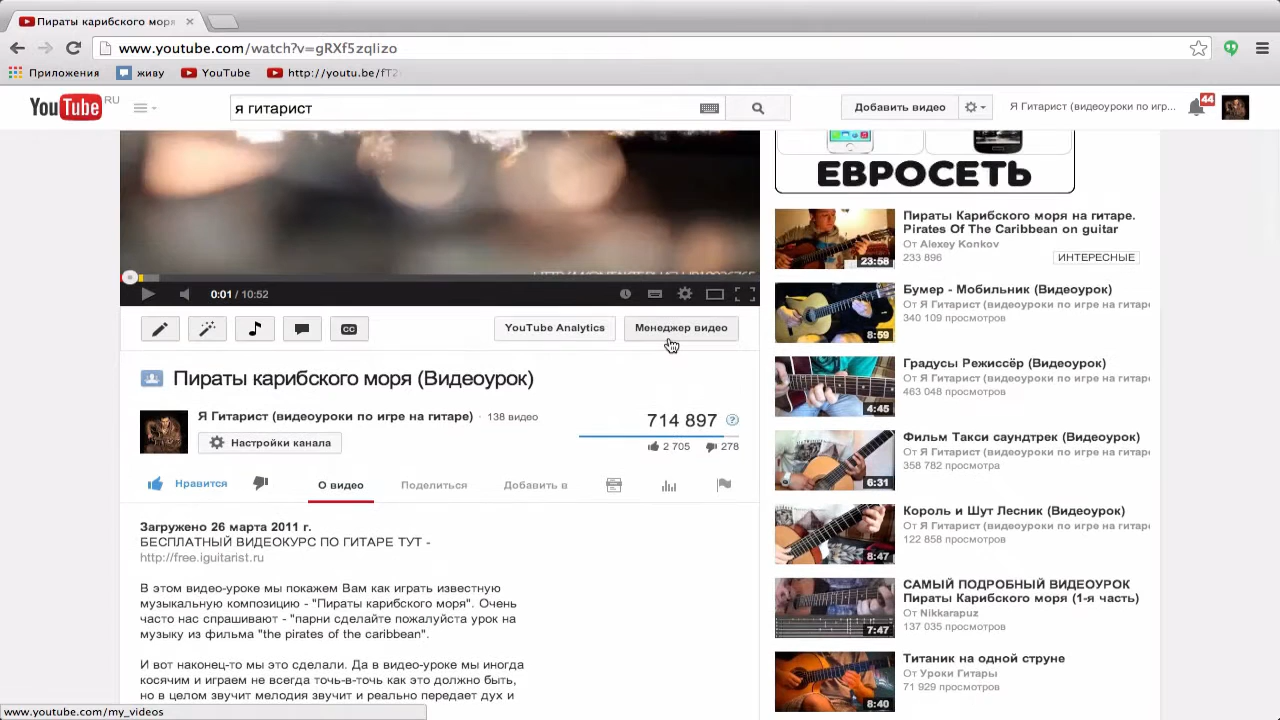 Пираты карибского моря
www.youtube.com/watch?v=gRXf5zqlizo
Приложения
живу
YouTube
http://youtu.be/fT2
YouTube RU
я гитарист
Добавить видео
Я Гитарист (видеоуроки по игр...
44
0:01 / 10:52
CC
YouTube Analytics
Менеджер видео
Пираты карибского моря (Видеоурок)
Я Гитарист (видеоуроки по игре на гитаре) · 138 видео
Настройки канала
714 897
?
2 705
278
Нравится
О видео
Поделиться
Добавить в
Загружено 26 марта 2011 г.
БЕСПЛАТНЫЙ ВИДЕОКУРС ПО ГИТАРЕ ТУТ -
http://free.iguitarist.ru
В этом видео-уроке мы покажем Вам как играть известную
музыкальную композицию - "Пираты карибского моря". Очень
часто нас спрашивают - "парни сделайте пожалуйста урок на
музыку из фильма "the pirates of the caribbean".
И вот наконец-то мы это сделали. Да в видео-уроке мы иногда
косячим и играем не всегда точь-в-точь как это должно быть,
но в целом звучит мелодия звучит и реально передает дух и
www.youtube.com/my_videos
ЕВРОСЕТЬ
Пираты Карибского моря на гитаре.
Pirates Of The Caribbean on guitar
От Alexey Konkov
233 896
ИНТЕРЕСНЫЕ
23:58
Бумер - Мобильник (Видеоурок)
От Я Гитарист (видеоуроки по игре на гитаре
340 109 просмотров
8:59
Градусы Режиссёр (Видеоурок)
От Я Гитарист (видеоуроки по игре на гитаре
463 048 просмотров
4:45
Фильм Такси саундтрек (Видеоурок)
От Я Гитарист (видеоуроки по игре на гитаре
358 782 просмотра
6:31
Король и Шут Лесник (Видеоурок)
От Я Гитарист (видеоуроки по игре на гитаре
122 858 просмотров
8:47
САМЫЙ ПОДРОБНЫЙ ВИДЕОУРОК
Пираты Карибского моря (1-я часть)
От Nikkarapuz
137 035 просмотров
7:47
Титаник на одной струне
От Уроки Гитары
71 929 просмотров
8:40